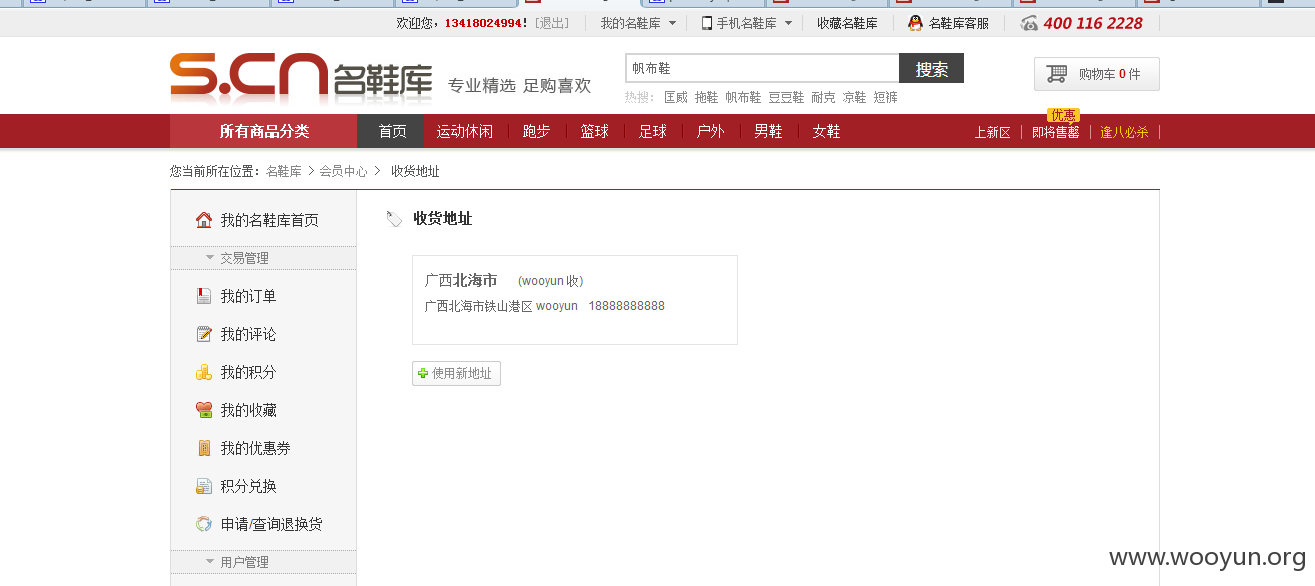 欢迎您，13418024994！[退出] 我的名鞋库 手机名鞋库 收藏名鞋库 名鞋库客服 400 116 2228
S.CN 名鞋库 专业精选 足购喜欢
帆布鞋 搜索
购物车 0 件
热搜： 匡威 拖鞋 帆布鞋 豆豆鞋 耐克 凉鞋 短裤
优惠
所有商品分类 首页 运动休闲 跑步 篮球 足球 户外 男鞋 女鞋 上新区 即将售罄 逢八必杀
您当前所在位置： 名鞋库 > 会员中心 > 收货地址
我的名鞋库首页
交易管理
我的订单
我的评论
我的积分
我的收藏
我的优惠券
积分兑换
申请/查询退换货
用户管理
收货地址
广西北海市 (wooyun 收)
广西北海市铁山港区 wooyun 18888888888
使用新地址
www.wooyun.org